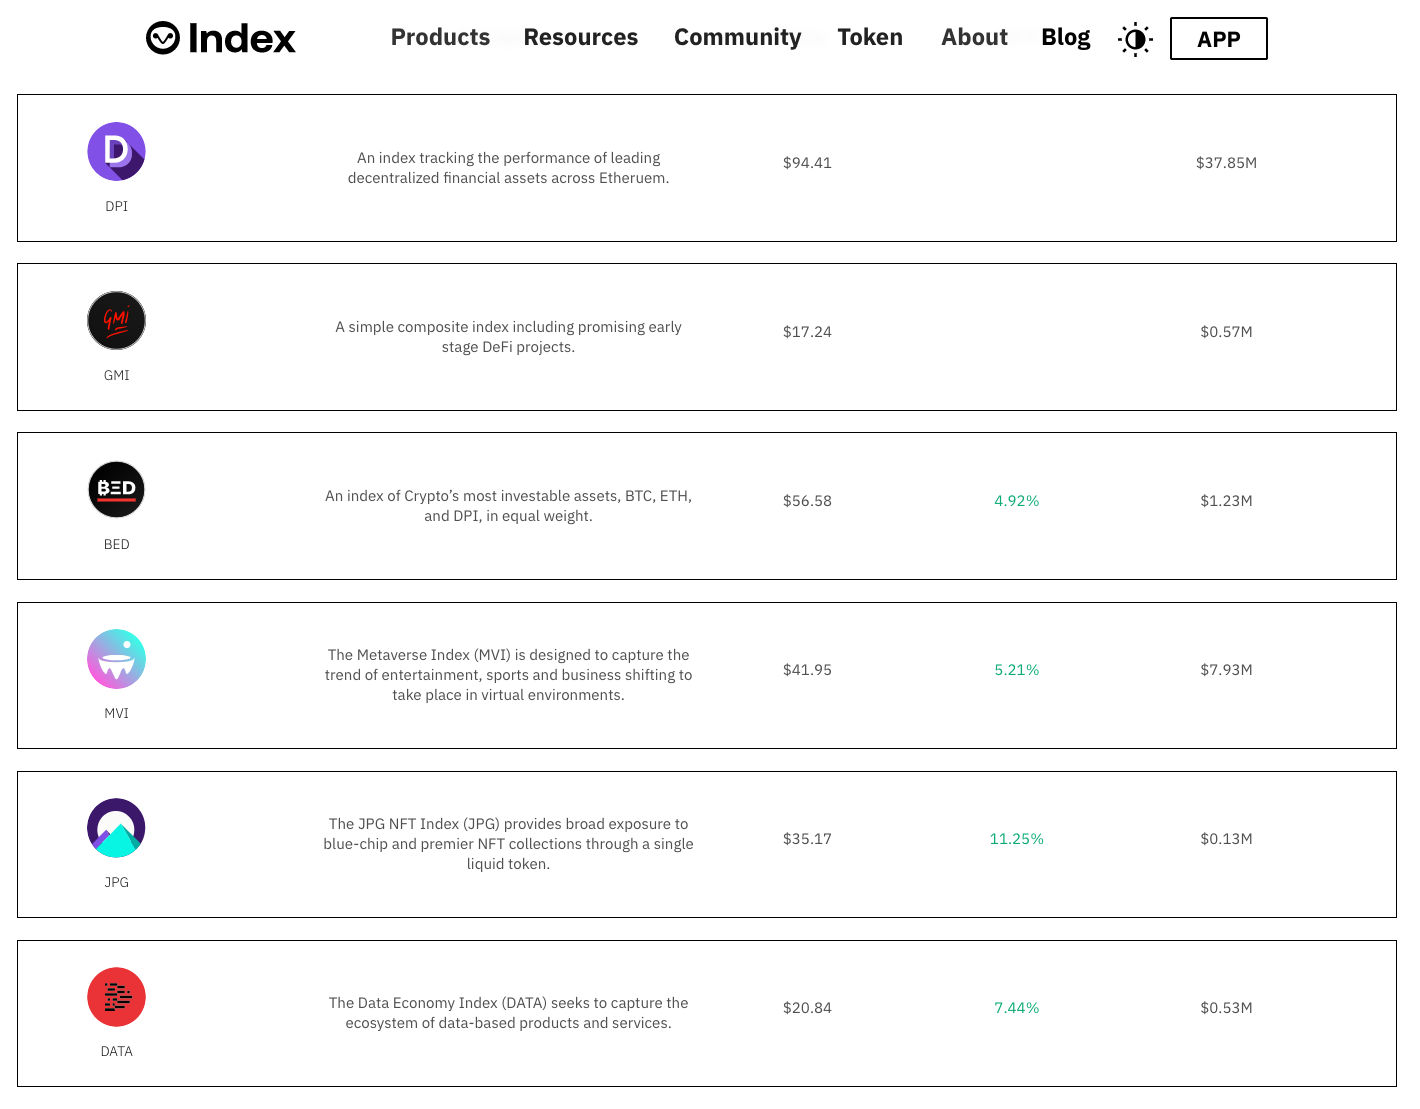 Index
Products Resources Community Token About Blog APP
D
DPI
An index tracking the performance of leading
decentralized financial assets across Etheruem.
$94.41
$37.85M
GMI
GMI
A simple composite index including promising early
stage DeFi projects.
$17.24
$0.57M
BED
BED
An index of Crypto’s most investable assets, BTC, ETH,
and DPI, in equal weight.
$56.58
4.92%
$1.23M
MVI
The Metaverse Index (MVI) is designed to capture the
trend of entertainment, sports and business shifting to
take place in virtual environments.
$41.95
5.21%
$7.93M
JPG
The JPG NFT Index (JPG) provides broad exposure to
blue-chip and premier NFT collections through a single
liquid token.
$35.17
11.25%
$0.13M
DATA
The Data Economy Index (DATA) seeks to capture the
ecosystem of data-based products and services.
$20.84
7.44%
$0.53M